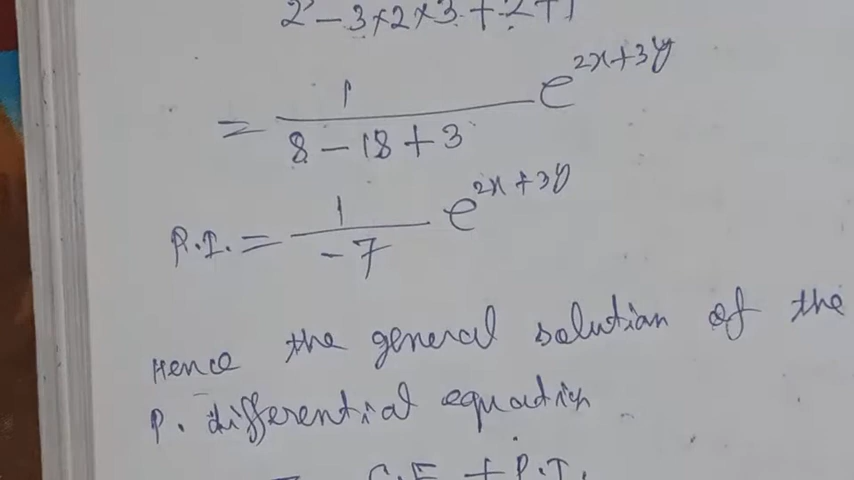 2³ - 3×2×3 + 2+1
= 1 / (8 - 18 + 3) e^{2x+3y}
P.I. = 1 / -7 e^{2x+3y}
Hence the general solution of the
P. differential equation
= C.F + P.I.